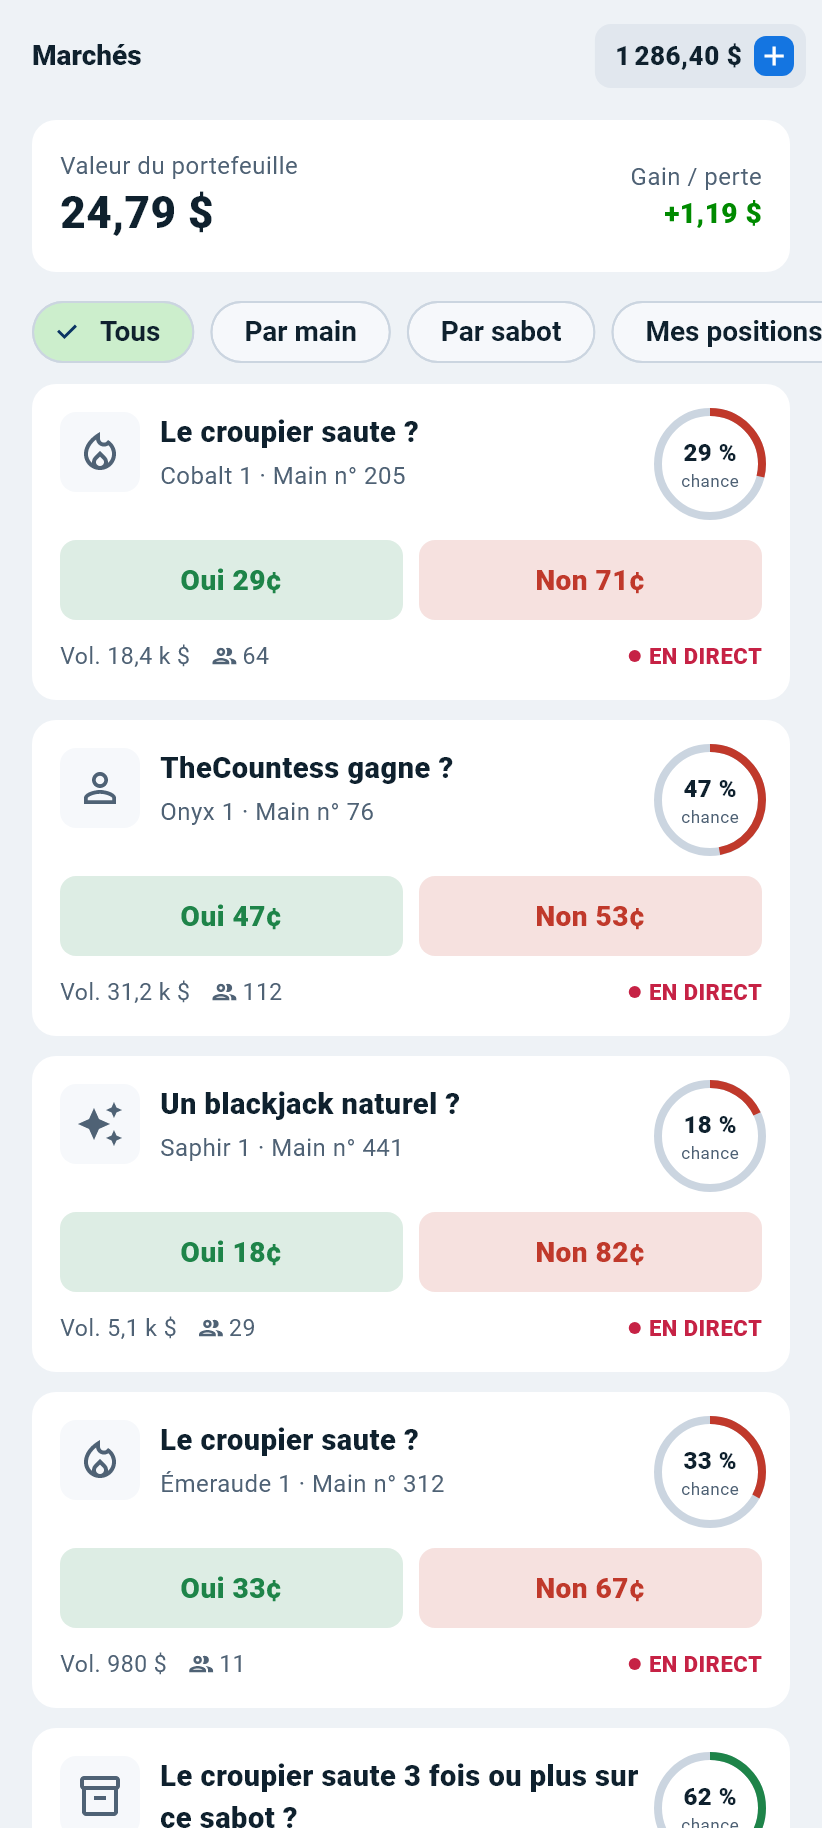 Marchés
1 286,40 $
Valeur du portefeuille
24,79 $
Gain / perte
+1,19 $
Tous
Par main
Par sabot
Mes positions
Le croupier saute ?
Cobalt 1 · Main n° 205
29 %
chance
Oui 29¢
Non 71¢
Vol. 18,4 k $
64
EN DIRECT
TheCountess gagne ?
Onyx 1 · Main n° 76
47 %
chance
Oui 47¢
Non 53¢
Vol. 31,2 k $
112
EN DIRECT
Un blackjack naturel ?
Saphir 1 · Main n° 441
18 %
chance
Oui 18¢
Non 82¢
Vol. 5,1 k $
29
EN DIRECT
Le croupier saute ?
Émeraude 1 · Main n° 312
33 %
chance
Oui 33¢
Non 67¢
Vol. 980 $
11
EN DIRECT
Le croupier saute 3 fois ou plus sur
ce sabot ?
62 %
chance